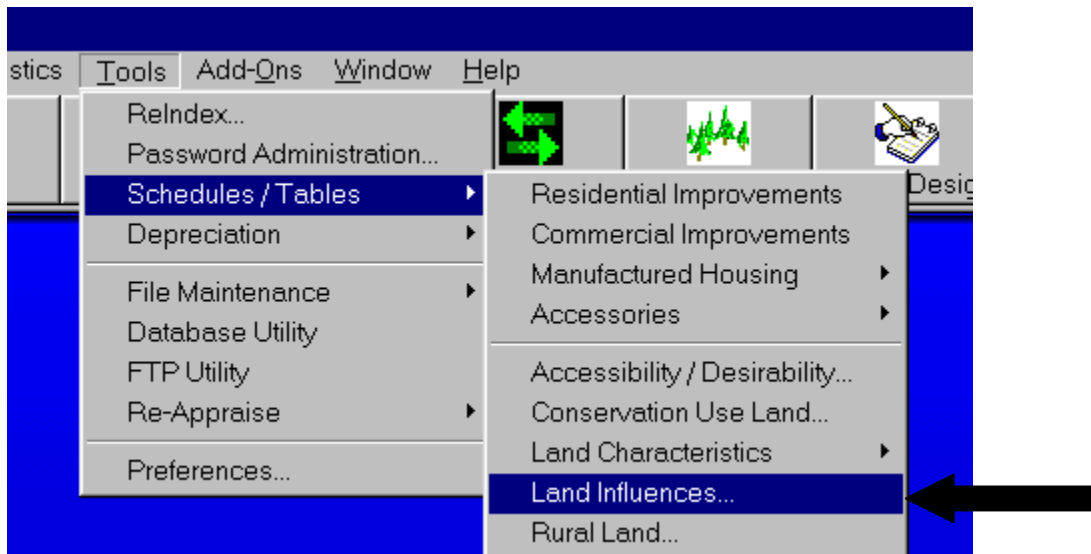 stics Tools Add-Ons Window Help
ReIndex...
Password Administration...
Schedules / Tables
Depreciation
File Maintenance
Database Utility
FTP Utility
Re-Appraise
Preferences...
Desig
Residential Improvements
Commercial Improvements
Manufactured Housing
Accessories
Accessibility / Desirability...
Conservation Use Land...
Land Characteristics
Land Influences...
Rural Land...